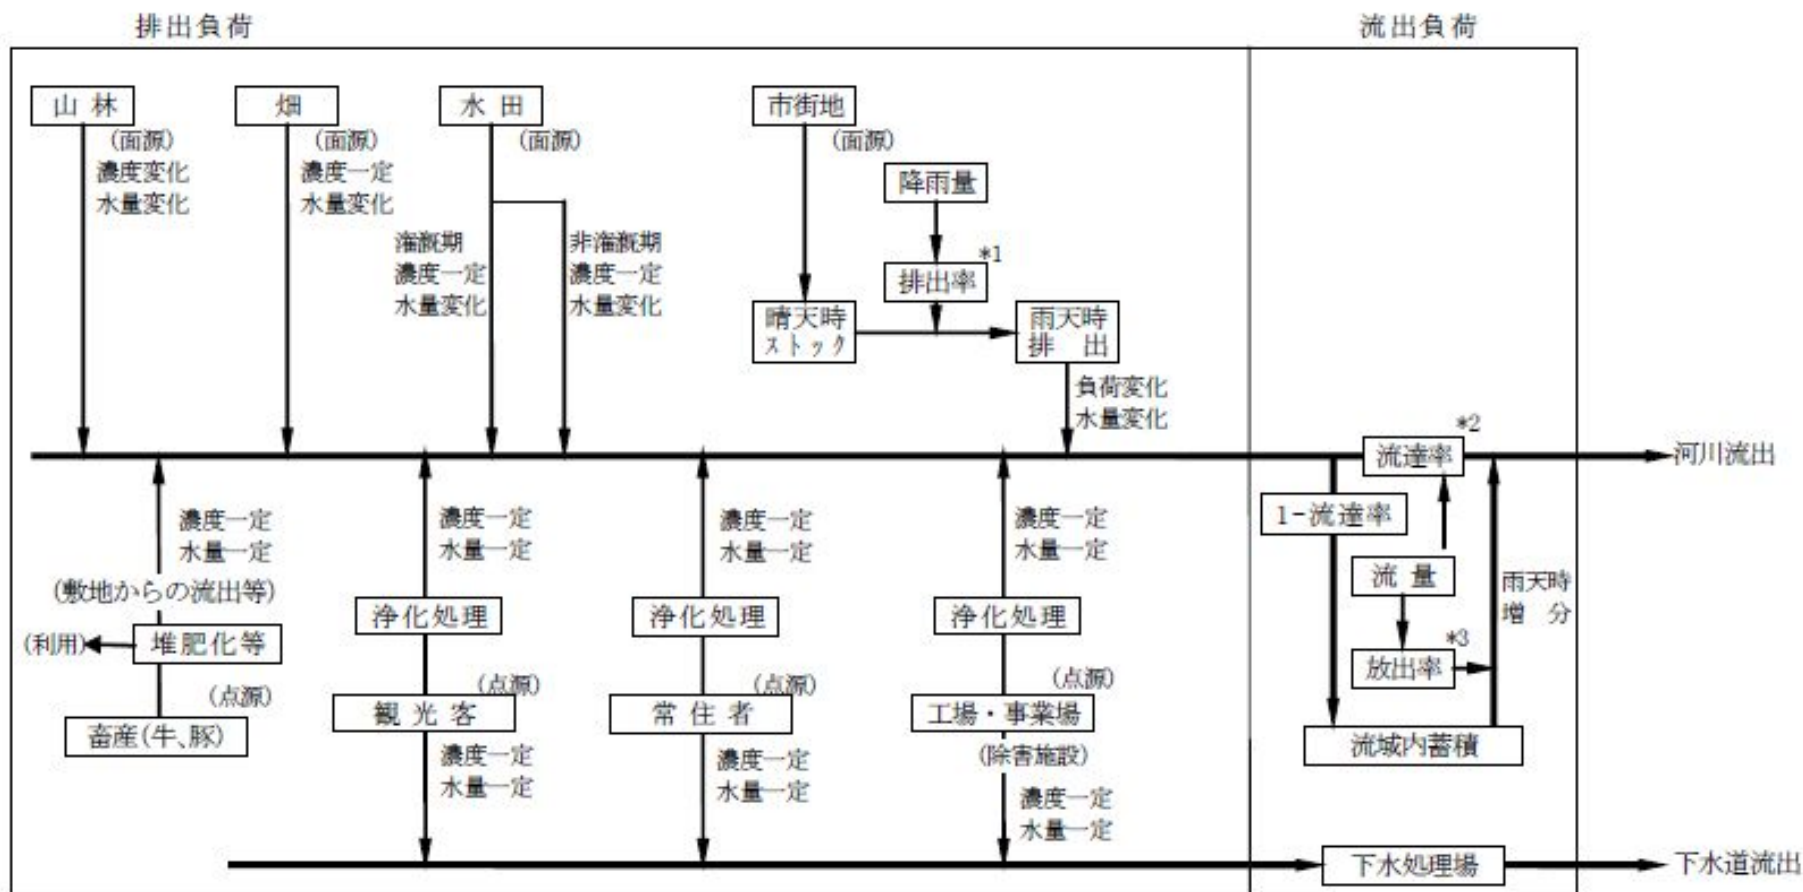 排出負荷
流出負荷
山 林
(面源)
濃度変化
水量変化
畑
(面源)
濃度一定
水量変化
水 田
(面源)
潅漑期
濃度一定
水量変化
非潅漑期
濃度一定
水量変化
市街地
(面源)
降雨量
排出率
*1
晴天時
ストック
雨天時
排 出
負荷変化
水量変化
流達率
*2
河川流出
1-流達率
流 量
放出率
*3
雨天時
増 分
流域内蓄積
濃度一定
水量一定
(敷地からの流出等)
(利用)
堆肥化等
(点源)
畜産(牛、豚)
濃度一定
水量一定
浄化処理
(点源)
観 光 客
濃度一定
水量一定
濃度一定
水量一定
浄化処理
(点源)
常 住 者
濃度一定
水量一定
濃度一定
水量一定
浄化処理
(点源)
工場・事業場
(除害施設)
濃度一定
水量一定
下水処理場
下水道流出